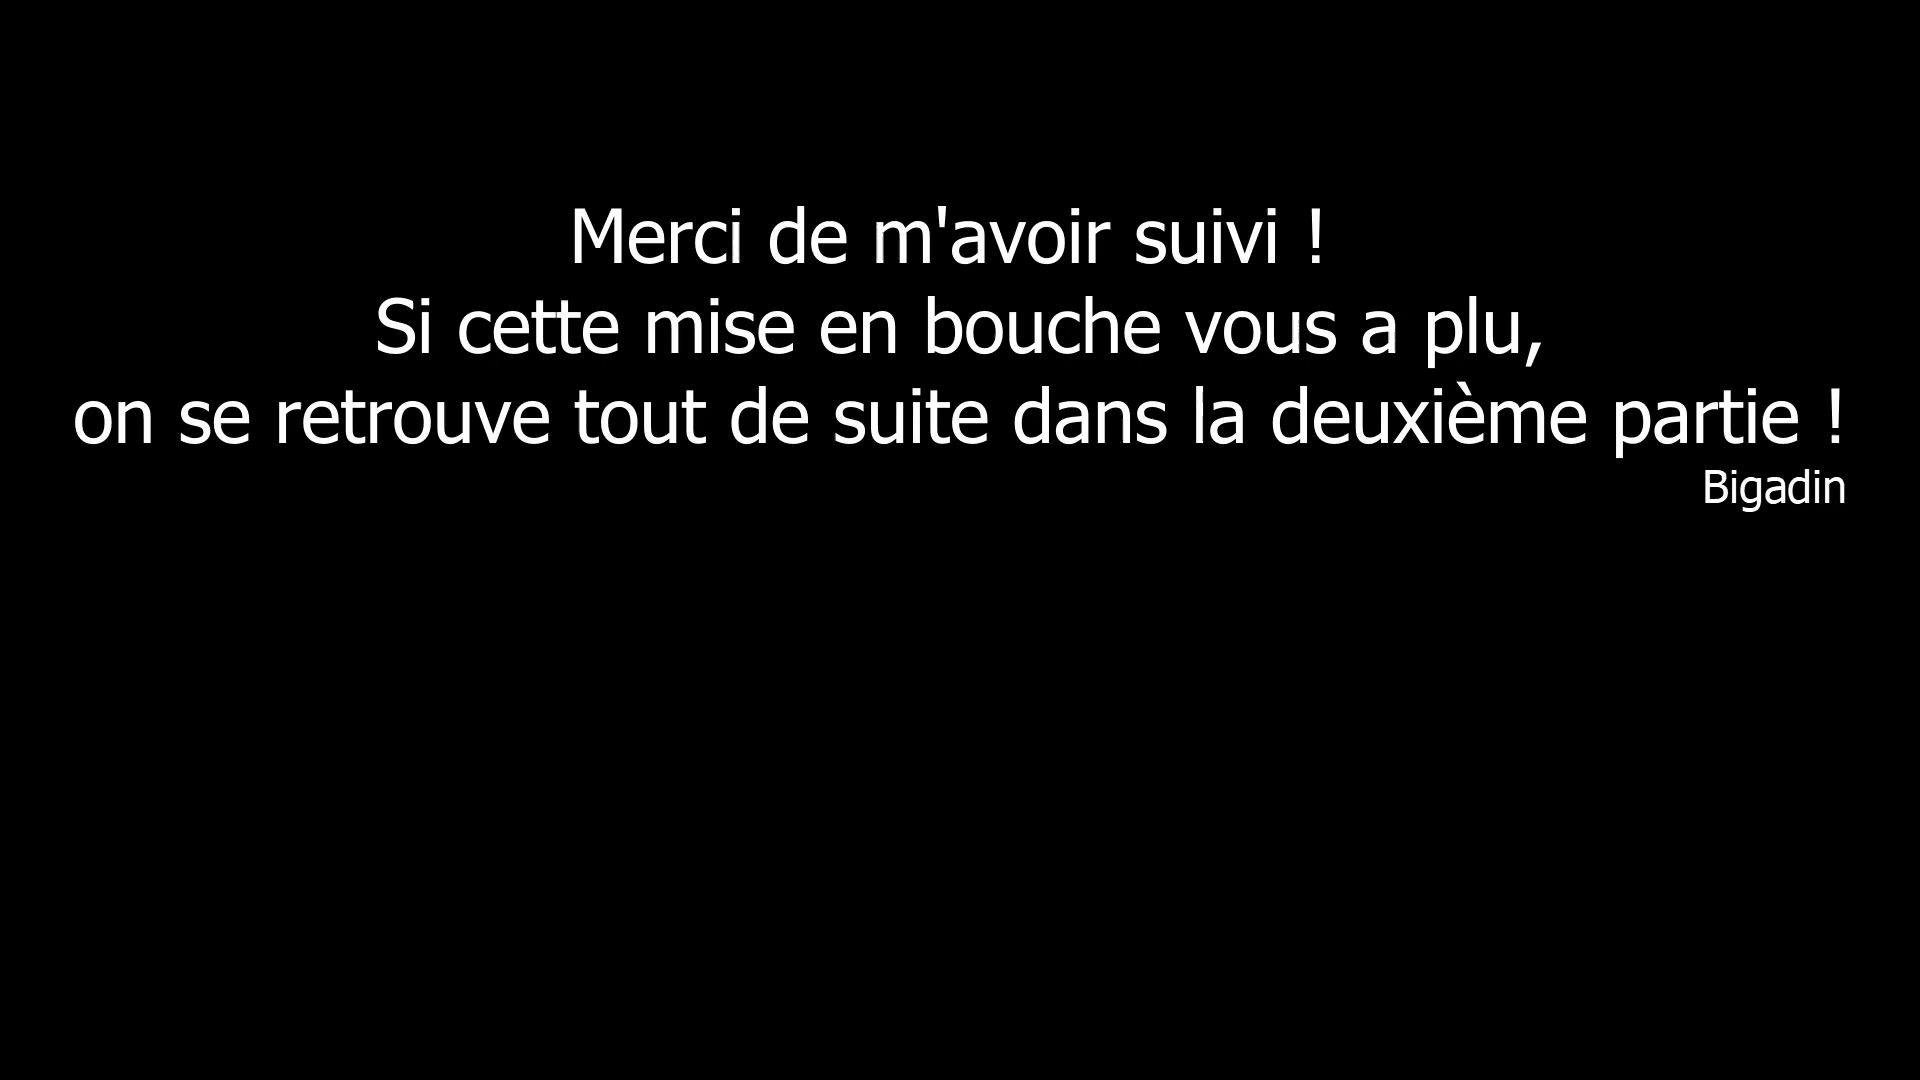 Merci de m'avoir suivi !
Si cette mise en bouche vous a plu,
on se retrouve tout de suite dans la deuxième partie !
Bigadin